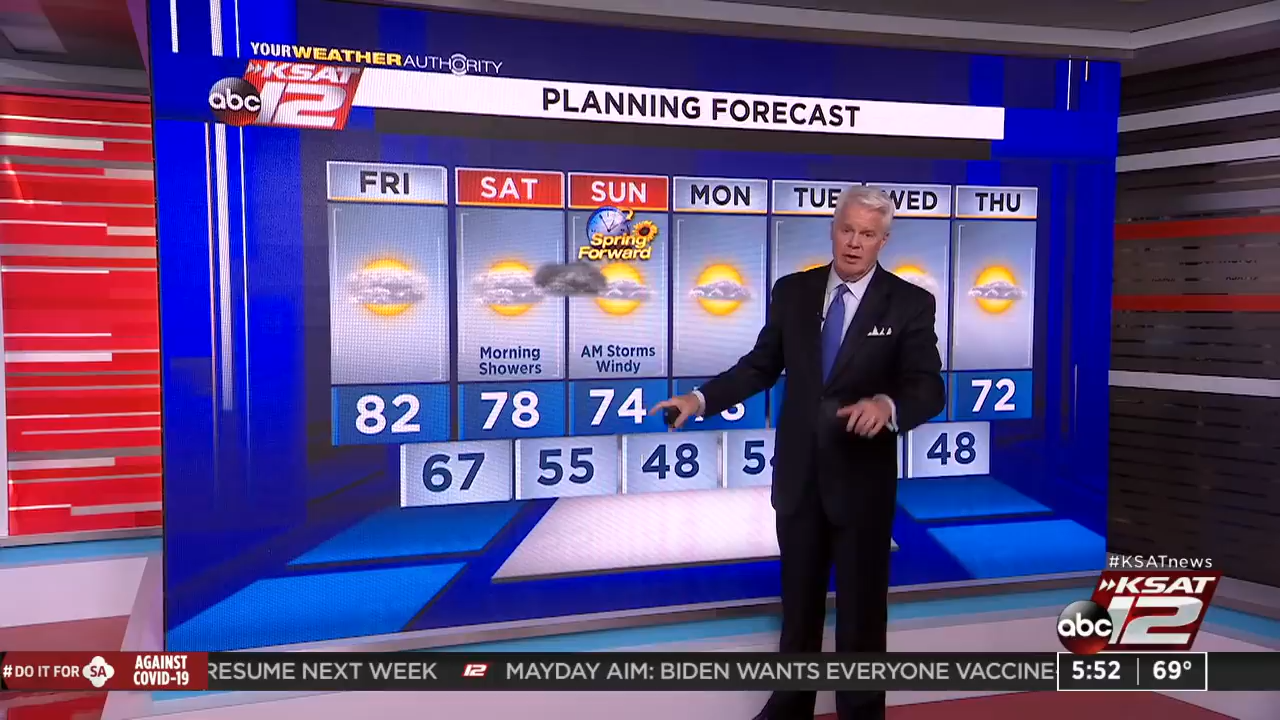 YOUR WEATHER AUTHORITY
KSAT
abc 12
PLANNING FORECAST
FRI SAT SUN MON TUE WED THU
Spring
Forward
Morning
Showers
AM Storms
Windy
82 78 74 72
67 55 48 48
#KSATnews
KSAT
abc 12
#DO IT FOR SA
AGAINST
COVID-19
RESUME NEXT WEEK 12 MAYDAY AIM: BIDEN WANTS EVERYONE VACCINE
5:52 69°